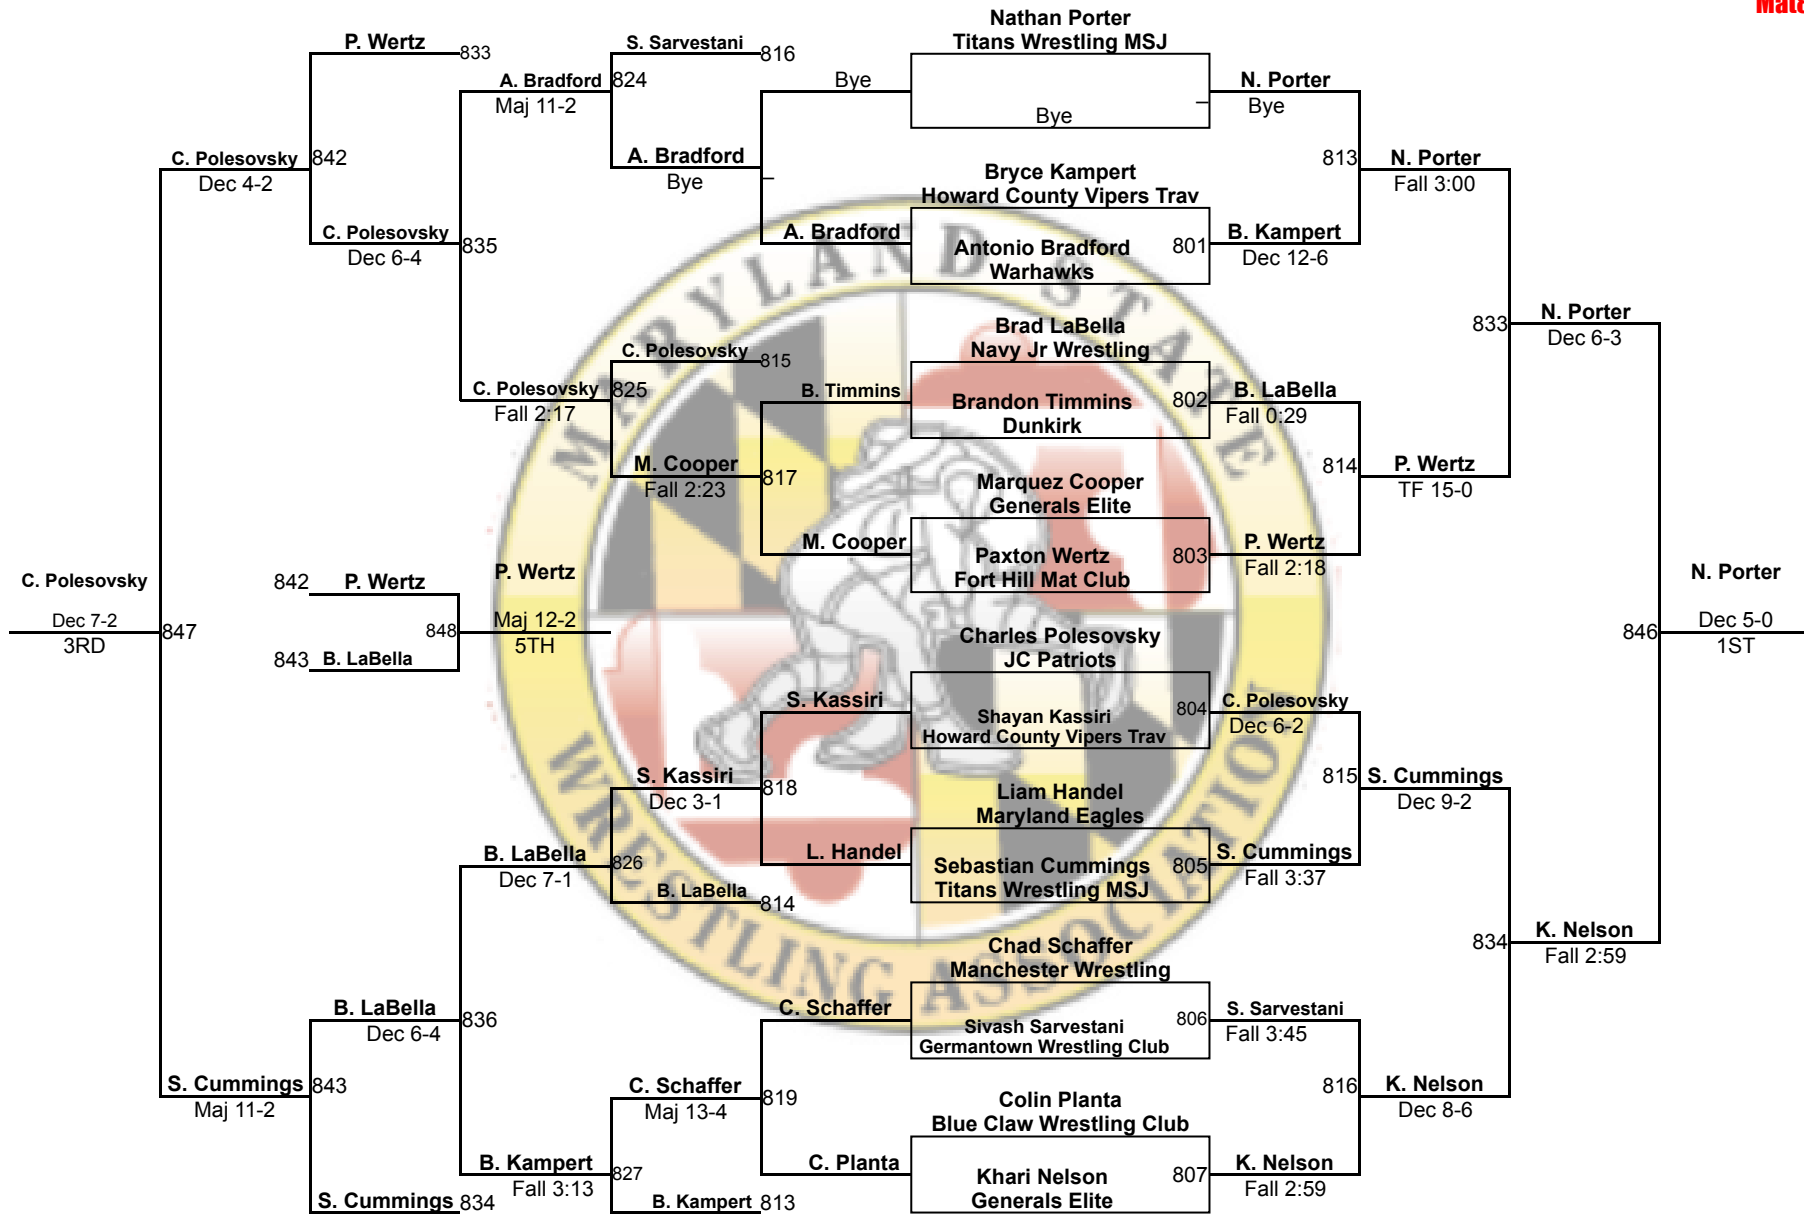 Nathan Porter
Titans Wrestling MSJ
P. Wertz
833
S. Sarvestani
816
A. Bradford
824
Maj 11-2
Bye
N. Porter
Bye
Bye
C. Polesovsky
842
Dec 4-2
A. Bradford
Bye
813
N. Porter
Fall 3:00
Bryce Kampert
Howard County Vipers Trav
C. Polesovsky
835
Dec 6-4
A. Bradford
Antonio Bradford
Warhawks
801
B. Kampert
Dec 12-6
Brad LaBella
Navy Jr Wrestling
833
N. Porter
Dec 6-3
C. Polesovsky
815
C. Polesovsky
825
Fall 2:17
B. Timmins
Brandon Timmins
Dunkirk
802
B. LaBella
Fall 0:29
M. Cooper
817
Fall 2:23
814
P. Wertz
TF 15-0
Marquez Cooper
Generals Elite
M. Cooper
Paxton Wertz
Fort Hill Mat Club
803
P. Wertz
Fall 2:18
C. Polesovsky
Dec 7-2
3RD
847
842
P. Wertz
843
B. LaBella
848
P. Wertz
Maj 12-2
5TH
846
N. Porter
Dec 5-0
1ST
Charles Polesovsky
JC Patriots
S. Kassiri
Shayan Kassiri
Howard County Vipers Trav
804
C. Polesovsky
Dec 6-2
S. Kassiri
818
Dec 3-1
815
S. Cummings
Dec 9-2
Liam Handel
Maryland Eagles
L. Handel
Sebastian Cummings
Titans Wrestling MSJ
805
S. Cummings
Fall 3:37
B. LaBella
826
Dec 7-1
B. LaBella
814
834
K. Nelson
Fall 2:59
Chad Schaffer
Manchester Wrestling
B. LaBella
836
Dec 6-4
C. Schaffer
Sivash Sarvestani
Germantown Wrestling Club
806
S. Sarvestani
Fall 3:45
S. Cummings
843
Maj 11-2
C. Schaffer
819
Maj 13-4
816
K. Nelson
Dec 8-6
Colin Planta
Blue Claw Wrestling Club
B. Kampert
827
Fall 3:13
C. Planta
Khari Nelson
Generals Elite
807
K. Nelson
Fall 2:59
S. Cummings
834
B. Kampert
813
MARYLAND STATE
WRESTLING ASSOCIATION